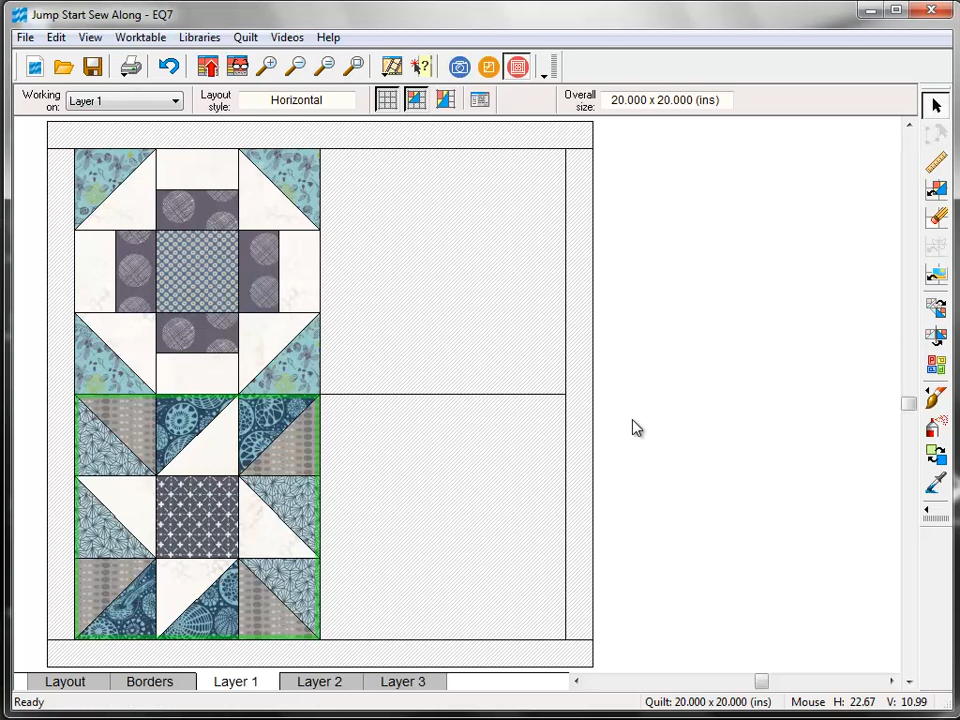 Jump Start Sew Along - EQ7
File Edit View Worktable Libraries Quilt Videos Help
Working on: Layer 1 Layout style: Horizontal Overall size: 20.000 x 20.000 (ins)
Layout Borders Layer 1 Layer 2 Layer 3
Ready Quilt: 20.000 x 20.000 (ins) Mouse H: 22.67 V: 10.99